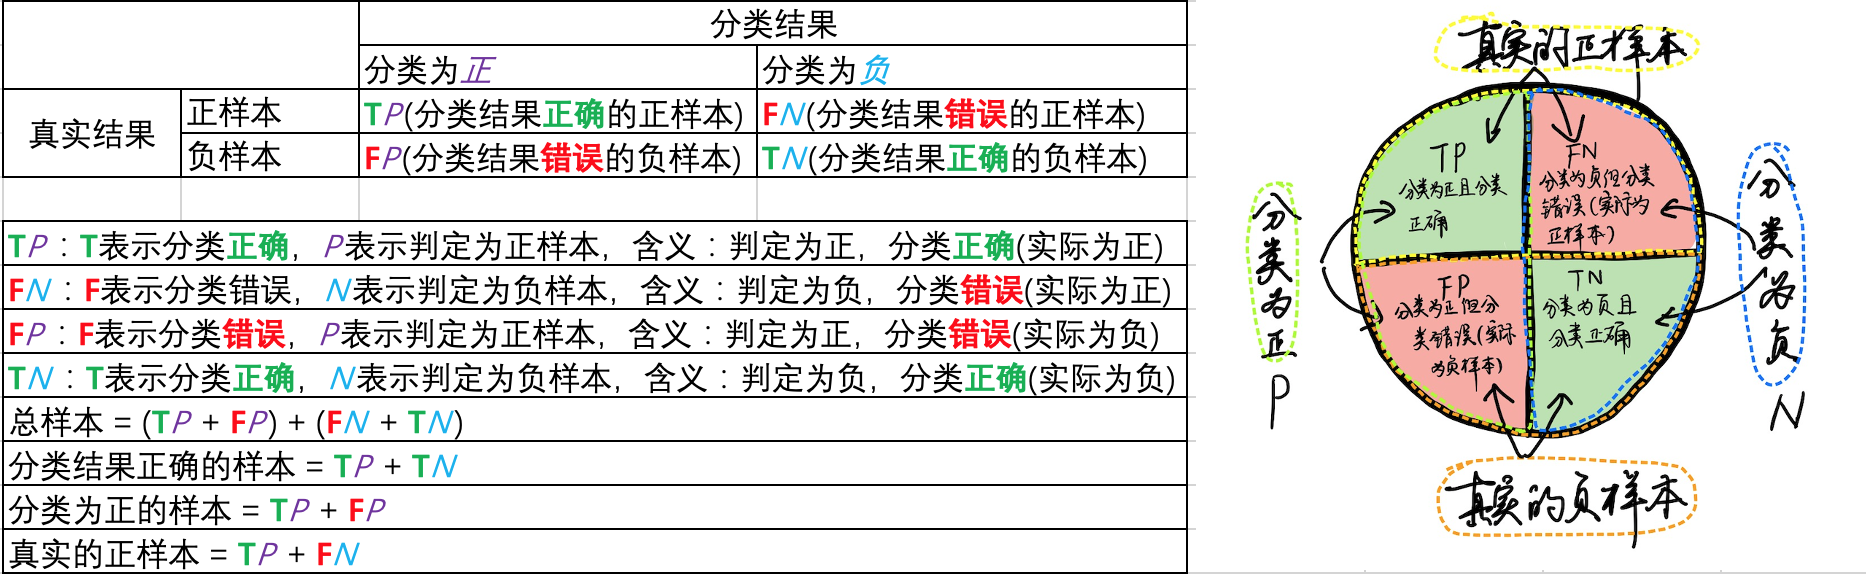 分类结果
分类为正
分类为负
真实结果
正样本
TP(分类结果正确的正样本)
FN(分类结果错误的正样本)
负样本
FP(分类结果错误的负样本)
TN(分类结果正确的负样本)
TP：T表示分类正确，P表示判定为正样本，含义：判定为正，分类正确(实际为正)
FN：F表示分类错误，N表示判定为负样本，含义：判定为负，分类错误(实际为正)
FP：F表示分类错误，P表示判定为正样本，含义：判定为正，分类错误(实际为负)
TN：T表示分类正确，N表示判定为负样本，含义：判定为负，分类正确(实际为负)
总样本 = (TP + FP) + (FN + TN)
分类结果正确的样本 = TP + TN
分类为正的样本 = TP + FP
真实的正样本 = TP + FN
真实的正样本
TP
分类为正且分类
正确
FN
分类为负但分类
错误(实际为
正样本)
分类为正
P
FP
分类为正但分
类错误(实际
为负样本)
TN
分类为负且
分类正确
分类为负
N
真实的负样本